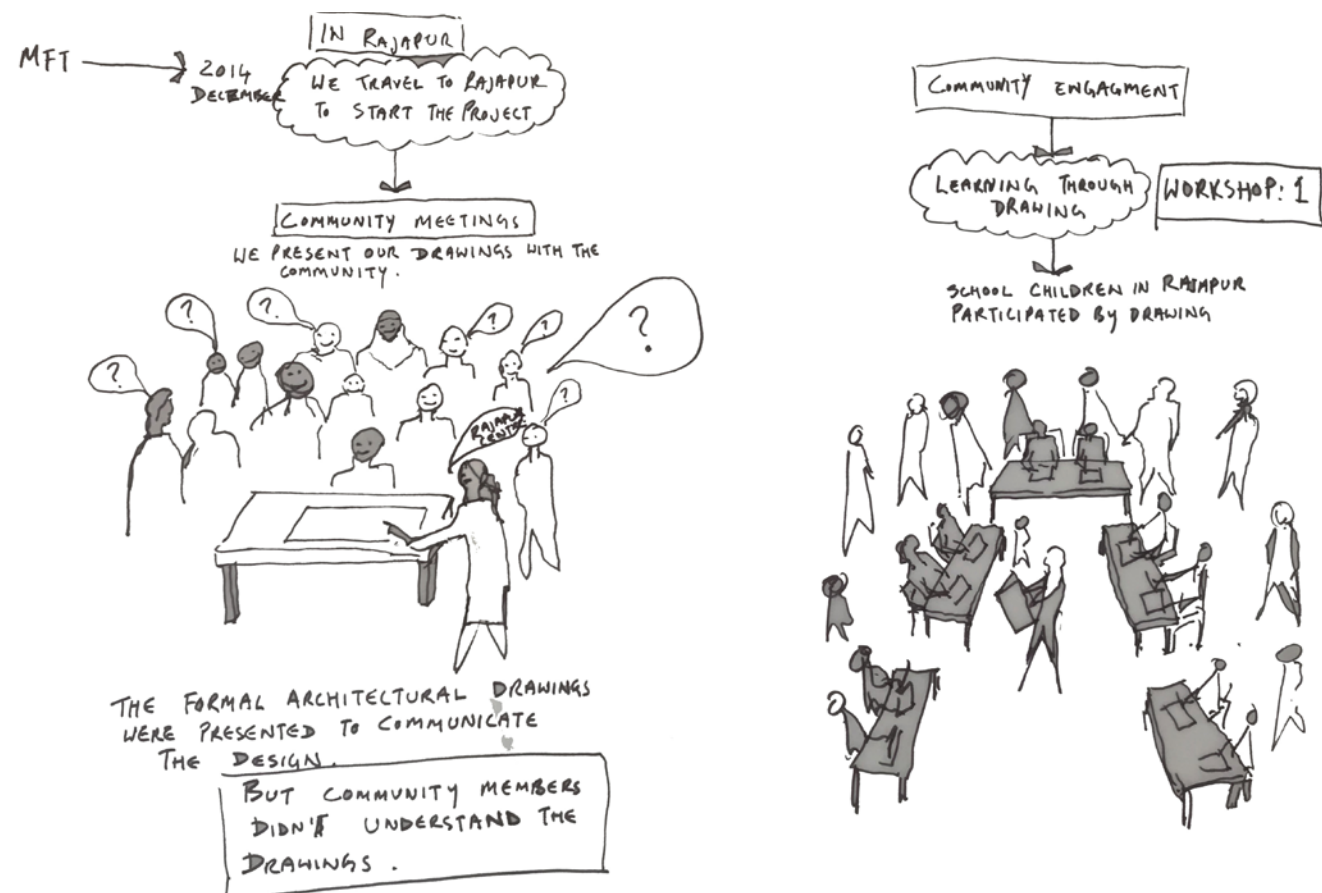 MFT
2014
DECEMBER
IN RAJAPUR
WE TRAVEL TO RAJAPUR
TO START THE PROJECT
COMMUNITY MEETINGS
WE PRESENT OUR DRAWINGS WITH THE
COMMUNITY.
?
?
?
?
?
?
?
RAJAPUR
CENTR
THE FORMAL ARCHITECTURAL DRAWINGS
WERE PRESENTED TO COMMUNICATE
THE DESIGN.
BUT COMMUNITY MEMBERS
DIDN'T UNDERSTAND THE
DRAWINGS.
COMMUNITY ENGAGMENT
LEARNING THROUGH
DRAWING
WORKSHOP: 1
SCHOOL CHILDREN IN RAJAPUR
PARTICIPATED BY DRAWING